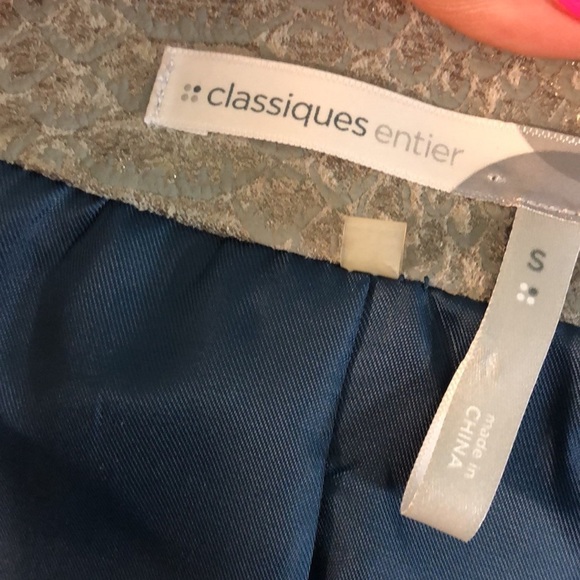 classiques entier
S
made in
CHINA